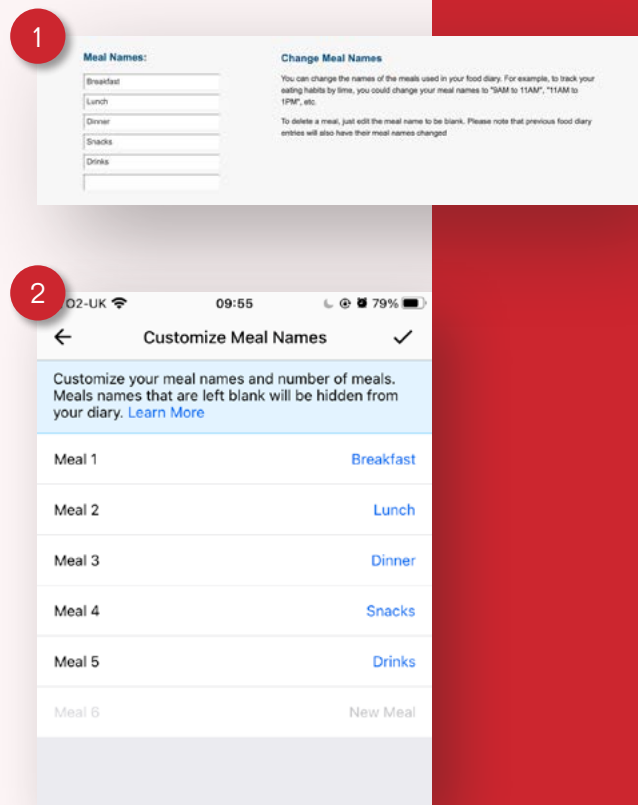 1
Meal Names:
Breakfast
Lunch
Dinner
Snacks
Drinks
Change Meal Names
You can change the names of the meals used in your food diary. For example, to track your
eating habits by time, you could change your meal names to "9AM to 11AM", "11AM to
1PM", etc.
To delete a meal, just edit the meal name to be blank. Please note that previous food diary
entries will also have their meal names changed
2
O2-UK 09:55 79%
Customize Meal Names
Customize your meal names and number of meals.
Meals names that are left blank will be hidden from
your diary. Learn More
Meal 1 Breakfast
Meal 2 Lunch
Meal 3 Dinner
Meal 4 Snacks
Meal 5 Drinks
Meal 6 New Meal